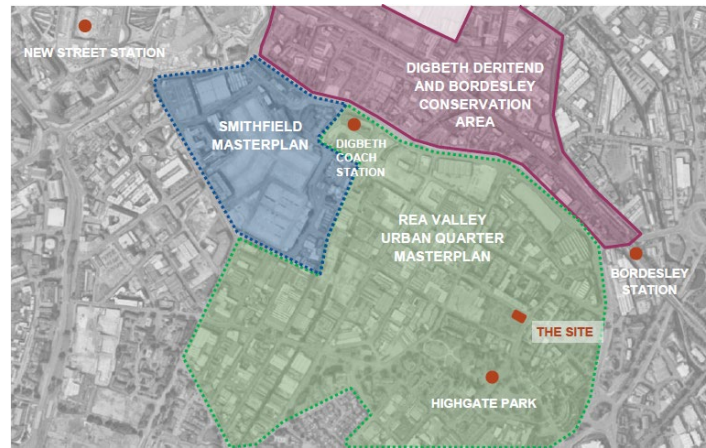 NEW STREET STATION
DIGBETH DERITEND
AND BORDESLEY
CONSERVATION
AREA
SMITHFIELD
MASTERPLAN
DIGBETH
COACH
STATION
REA VALLEY
URBAN QUARTER
MASTERPLAN
BORDESLEY
STATION
THE SITE
HIGHGATE PARK